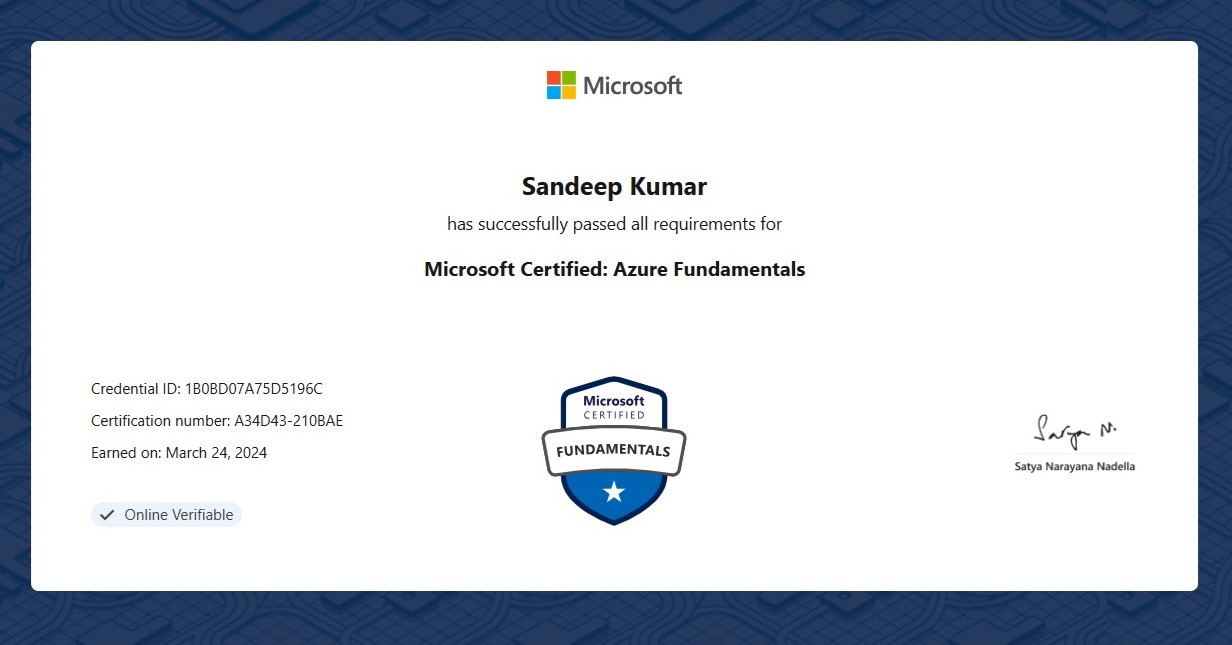 Microsoft
Sandeep Kumar
has successfully passed all requirements for
Microsoft Certified: Azure Fundamentals
Credential ID: 1B0BD07A75D5196C
Certification number: A34D43-210BAE
Earned on: March 24, 2024
Online Verifiable
Microsoft
CERTIFIED
FUNDAMENTALS
Satya N.
Satya Narayana Nadella